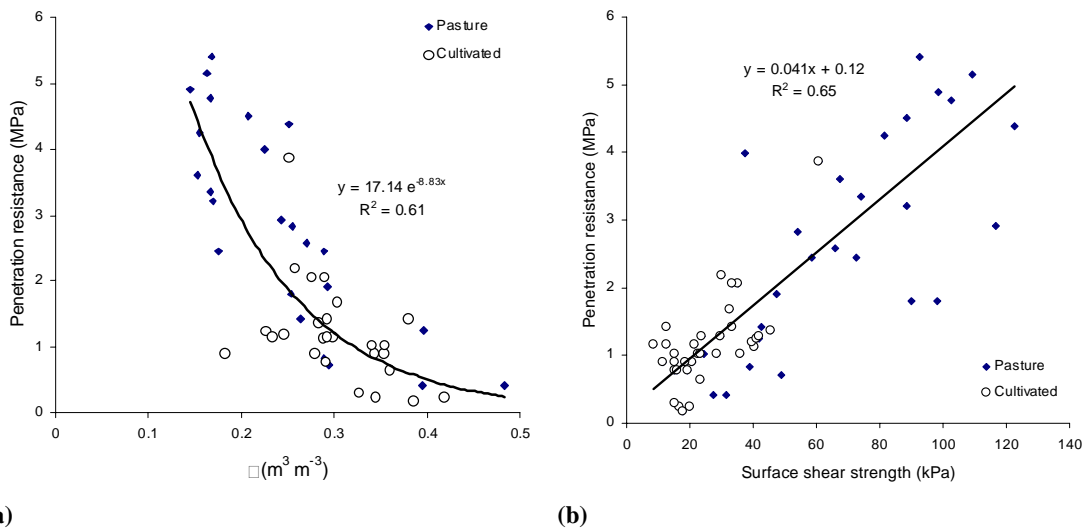 6
5
4
3
2
1
0
Penetration resistance (MPa)
Pasture
Cultivated
y = 17.14 e^-8.83x
R² = 0.61
0 0.1 0.2 0.3 0.4 0.5
□ (m³ m⁻³)
a)
6
5
4
3
2
1
0
Penetration resistance (MPa)
y = 0.041x + 0.12
R² = 0.65
Pasture
Cultivated
0 20 40 60 80 100 120 140
Surface shear strength (kPa)
(b)